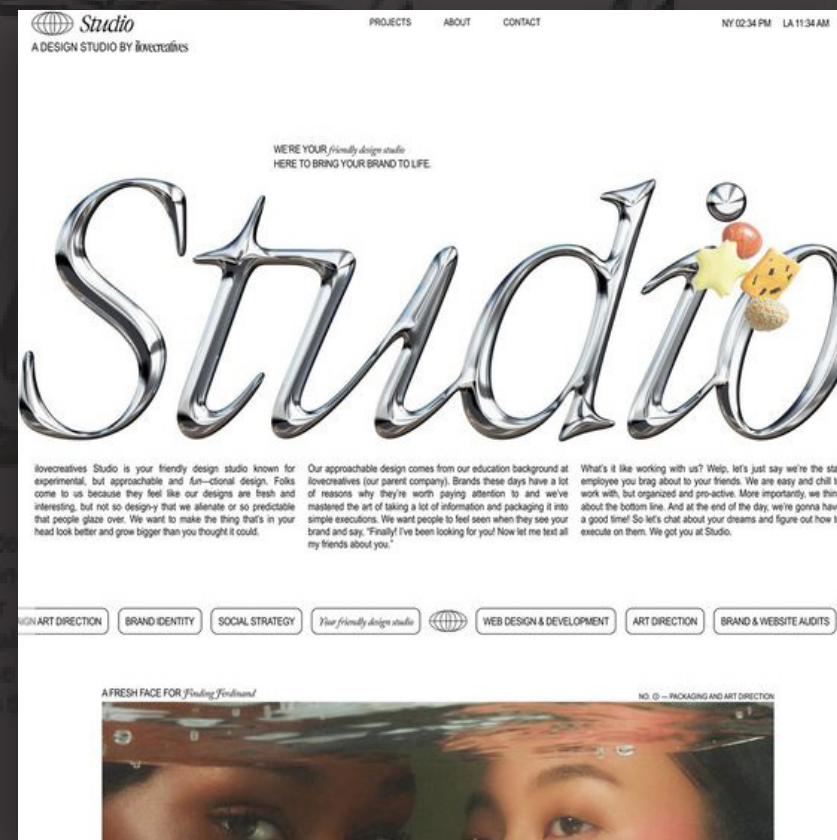 Studio
PROJECTS
ABOUT
CONTACT
NY 02:34 PM
LA 11:34 AM
A DESIGN STUDIO BY ilovecreatives
WE'RE YOUR friendly design studio
HERE TO BRING YOUR BRAND TO LIFE.
Studio
ilovecreatives Studio is your friendly design studio known for
experimental, but approachable and fun—ctional design. Folks
come to us because they feel like our designs are fresh and
interesting, but not so design-y that we alienate or so predictable
that people glaze over. We want to make the thing that's in your
head look better and grow bigger than you thought it could.
Our approachable design comes from our education background at
ilovecreatives (our parent company). Brands these days have a lot
of reasons why they're worth paying attention to and we've
mastered the art of taking a lot of information and packaging it into
simple executions. We want people to feel seen when they see your
brand and say, "Finally! I've been looking for you! Now let me text all
my friends about you."
What's it like working with us? Welp, let's just say we're the
employee you brag about to your friends. We are easy and chill
work with, but organized and pro-active. More importantly, we
about the bottom line. And at the end of the day, we're gonna
a good time! So let's chat about your dreams and figure out how
execute on them. We got you at Studio.
ART DIRECTION
BRAND IDENTITY
SOCIAL STRATEGY
Your friendly design studio
WEB DESIGN & DEVELOPMENT
ART DIRECTION
BRAND & WEBSITE AUDITS
A FRESH FACE FOR Finding Ferdinand
NO. ① — PACKAGING AND ART DIRECTION